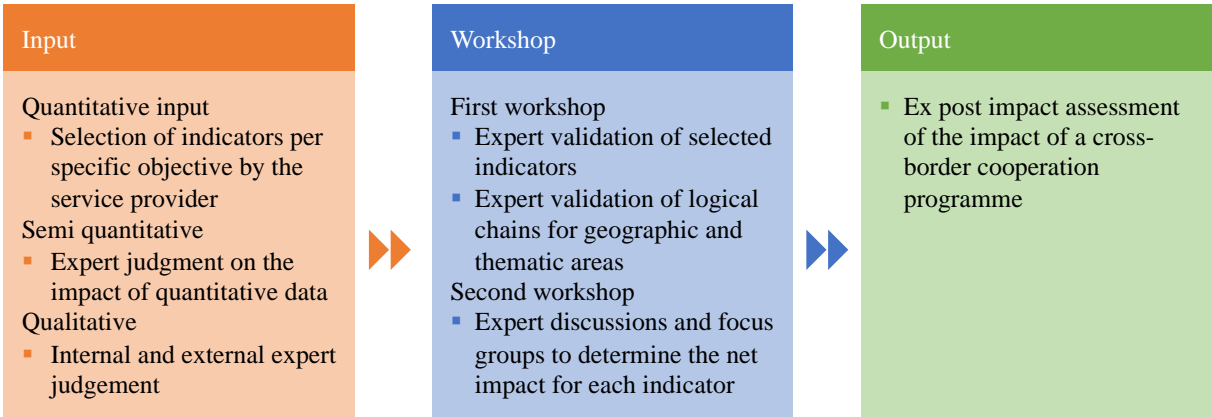 Input
Quantitative input
▪ Selection of indicators per
specific objective by the
service provider
Semi quantitative
▪ Expert judgment on the
impact of quantitative data
Qualitative
▪ Internal and external expert
judgement
Workshop
First workshop
▪ Expert validation of selected
indicators
▪ Expert validation of logical
chains for geographic and
thematic areas
Second workshop
▪ Expert discussions and focus
groups to determine the net
impact for each indicator
Output
▪ Ex post impact assessment
of the impact of a cross-
border cooperation
programme